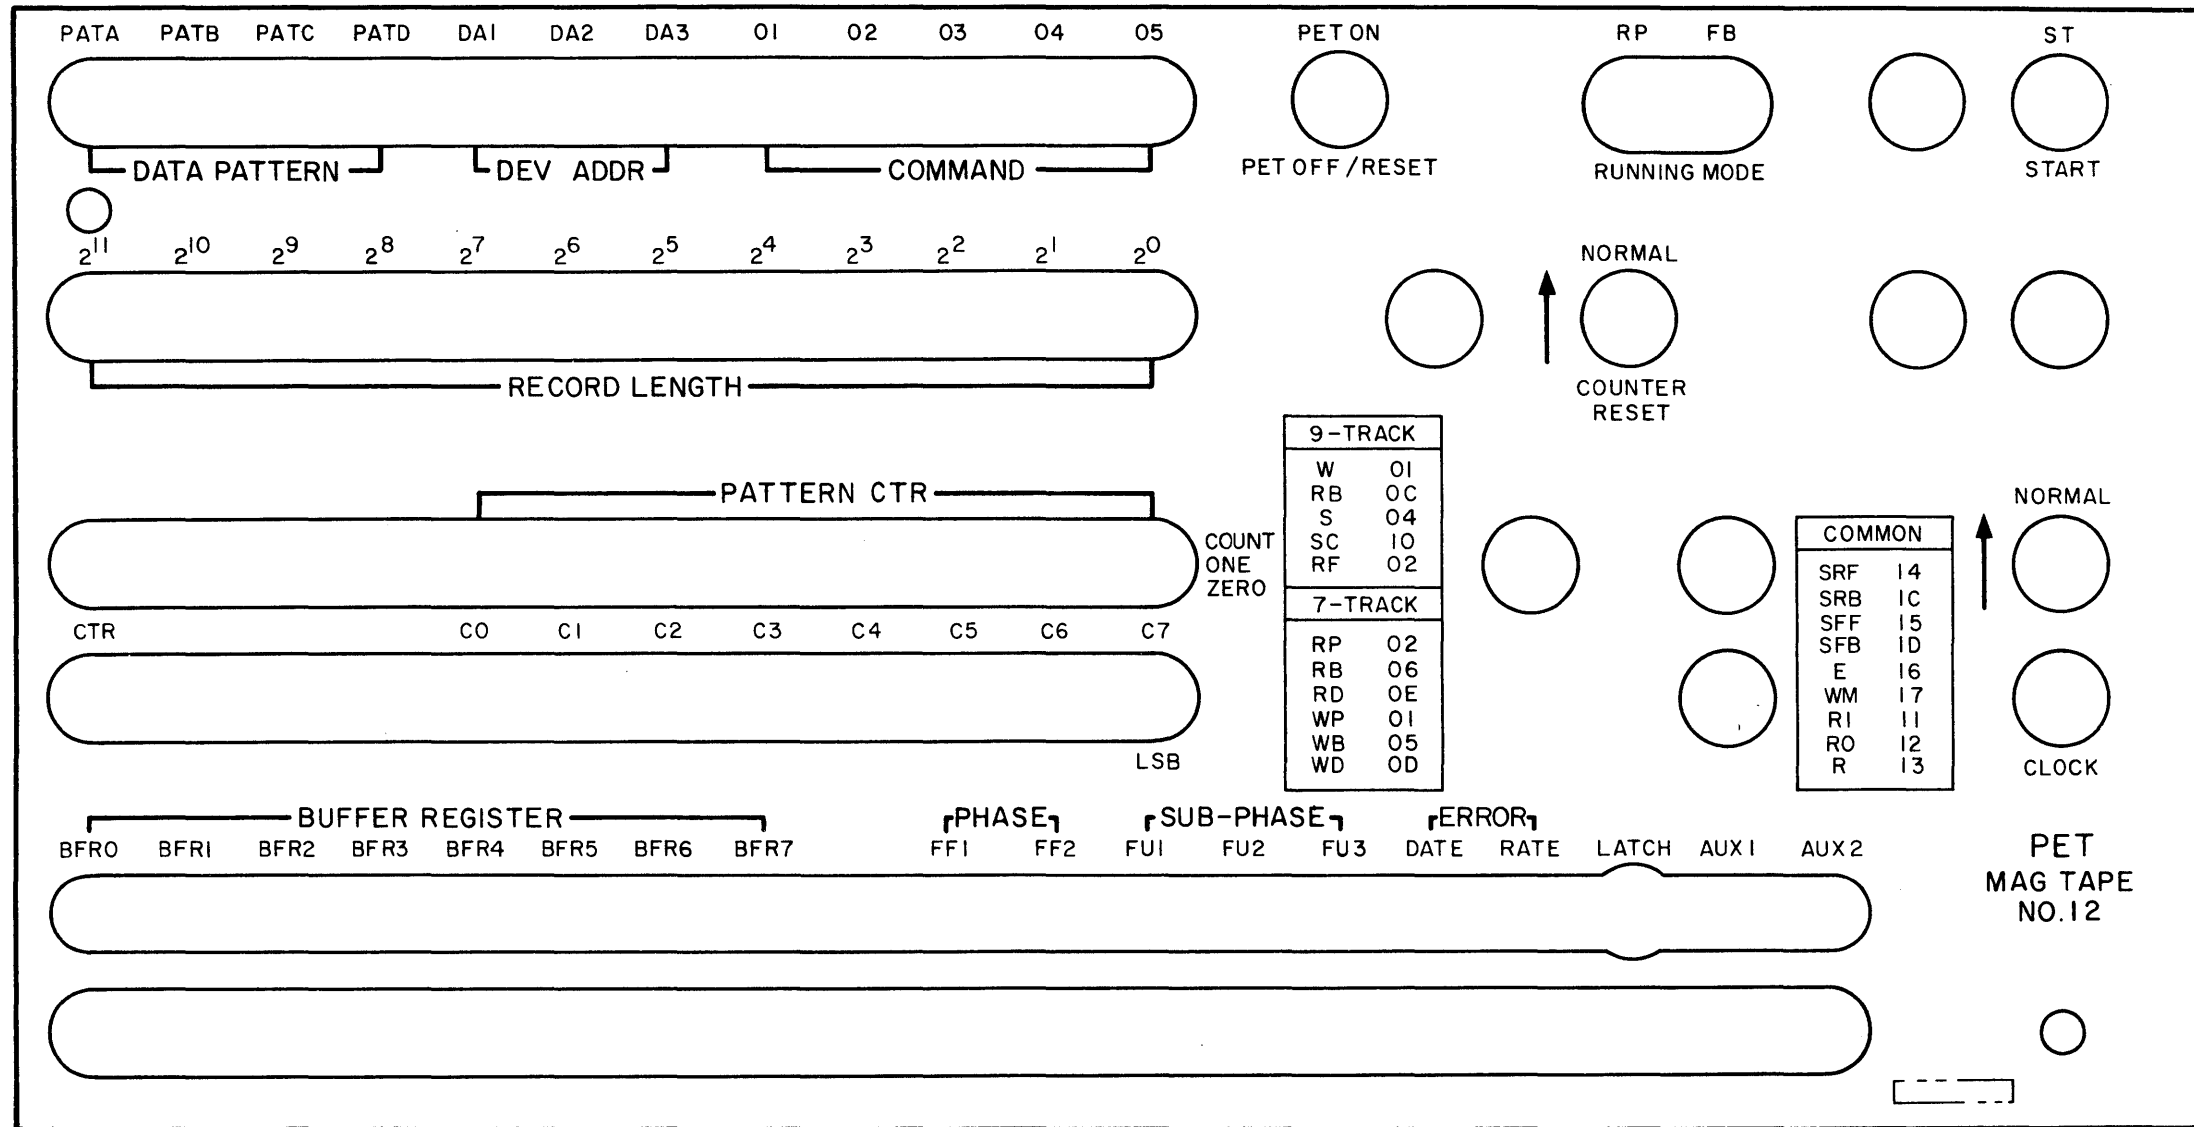 PATA PATB PATC PATD DA1 DA2 DA3 01 02 03 04 05 PET ON RP FB ST
DATA PATTERN DEV ADDR COMMAND PET OFF/RESET RUNNING MODE START
2^11 2^10 2^9 2^8 2^7 2^6 2^5 2^4 2^3 2^2 2^1 2^0 NORMAL
RECORD LENGTH
COUNTER
RESET
PATTERN CTR
COUNT
ONE
ZERO
CTR C0 C1 C2 C3 C4 C5 C6 C7
LSB
9-TRACK
W 01
RB 0C
S 04
SC 10
RF 02
7-TRACK
RP 02
RB 06
RD 0E
WP 01
WB 05
WD 0D
COMMON
SRF 14
SRB 1C
SFF 15
SFB 1D
E 16
WM 17
RI 11
RO 12
R 13
NORMAL
CLOCK
BUFFER REGISTER PHASE SUB-PHASE ERROR
BFR0 BFR1 BFR2 BFR3 BFR4 BFR5 BFR6 BFR7 FF1 FF2 FU1 FU2 FU3 DATE RATE LATCH AUX1 AUX2
PET
MAG TAPE
NO.12